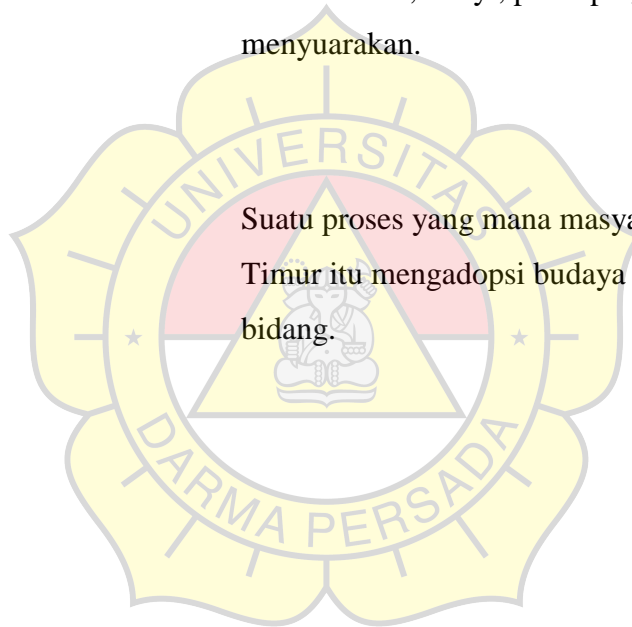 menyuarakan.
UNIVERSITAS
Suatu proses yang mana masya
Timur itu mengadopsi budaya
bidang.
DARMA PERSADA